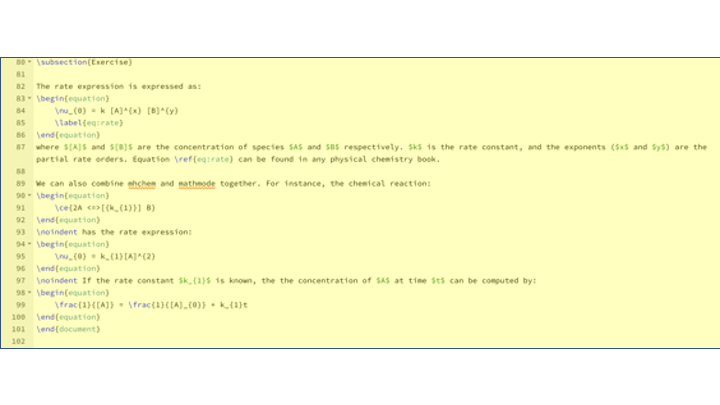 80 \subsection{Exercise}
81
82 The rate expression is expressed as:
83 \begin{equation}
84 \nu_{0} = k [A]^{x} [B]^{y}
85 \label{eq:rate}
86 \end{equation}
87 where $[A]$ and $[B]$ are the concentration of species $A$ and $B$ respectively. $k$ is the rate constant, and the exponents ($x$ and $y$) are the
partial rate orders. Equation \ref{eq:rate} can be found in any physical chemistry book.
88
89 We can also combine mhchem and mathmode together. For instance, the chemical reaction:
90 \begin{equation}
91 \ce{2A <=>[{k_{1}}] B}
92 \end{equation}
93 \noindent has the rate expression:
94 \begin{equation}
95 \nu_{0} = k_{1}[A]^{2}
96 \end{equation}
97 \noindent If the rate constant $k_{1}$ is known, the the concentration of $A$ at time $t$ can be computed by:
98 \begin{equation}
99 \frac{1}{[A]} = \frac{1}{[A]_{0}} + k_{1}t
100 \end{equation}
101 \end{document}
102